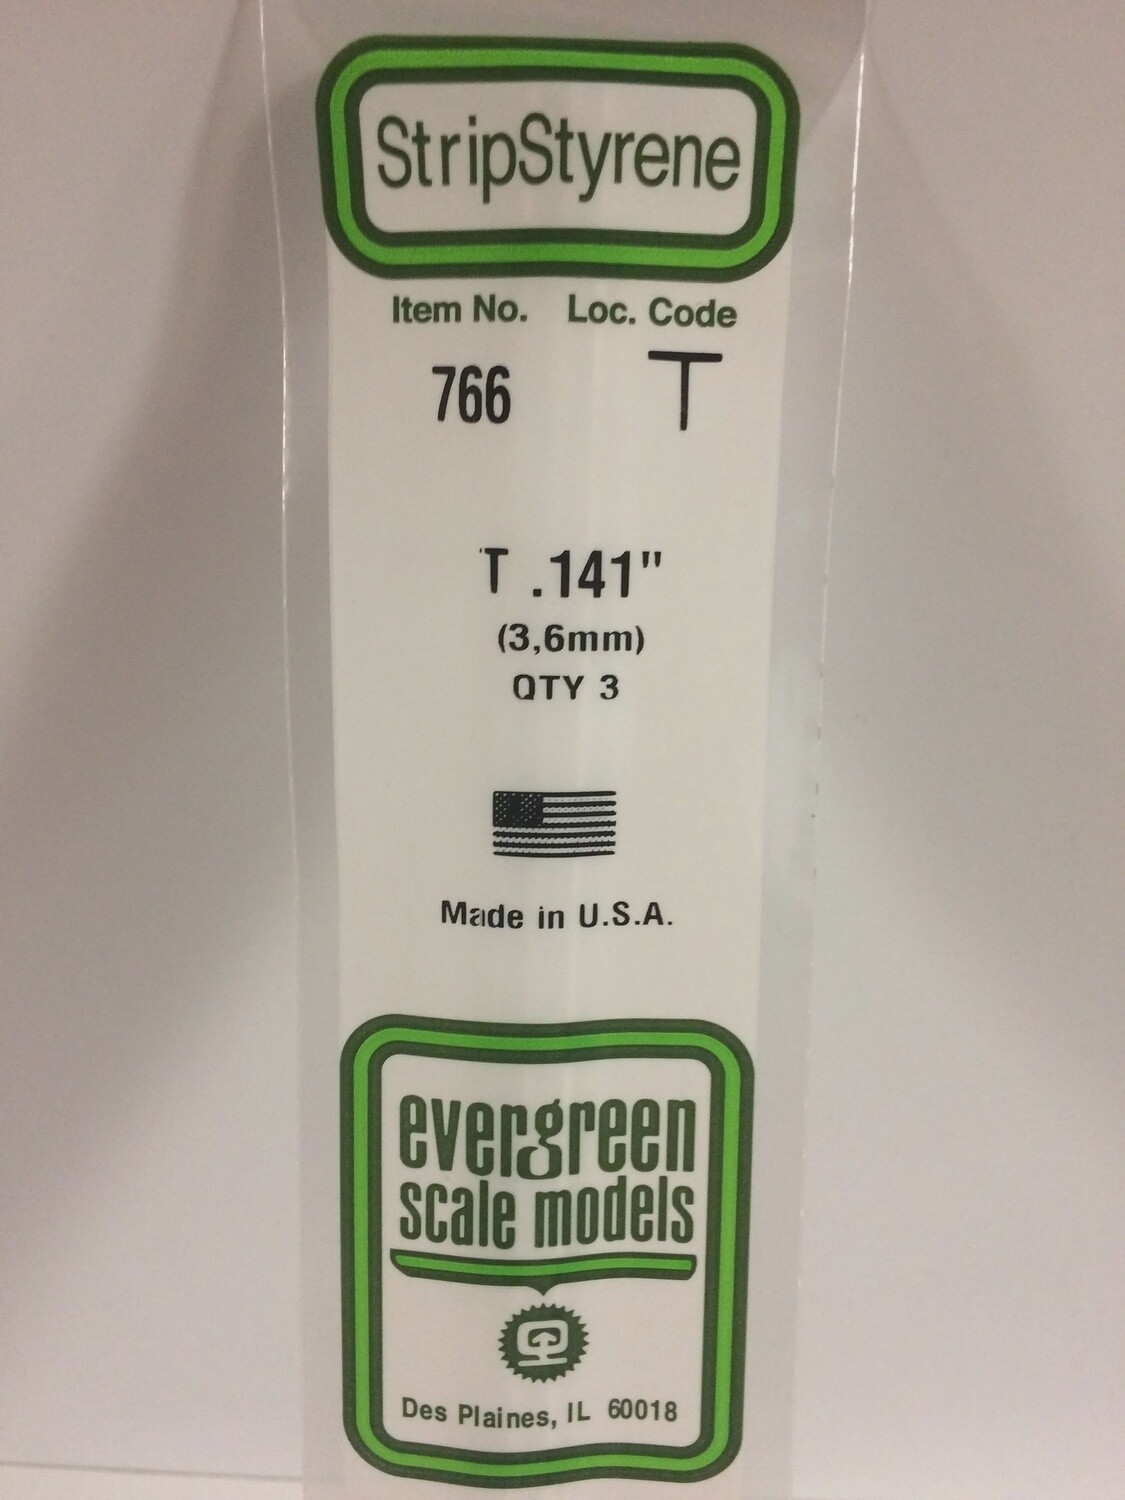 StripStyrene
Item No. Loc. Code
766 T
T .141"
(3,6mm)
QTY 3
Made in U.S.A.
evergreen
scale models
Des Plaines, IL 60018